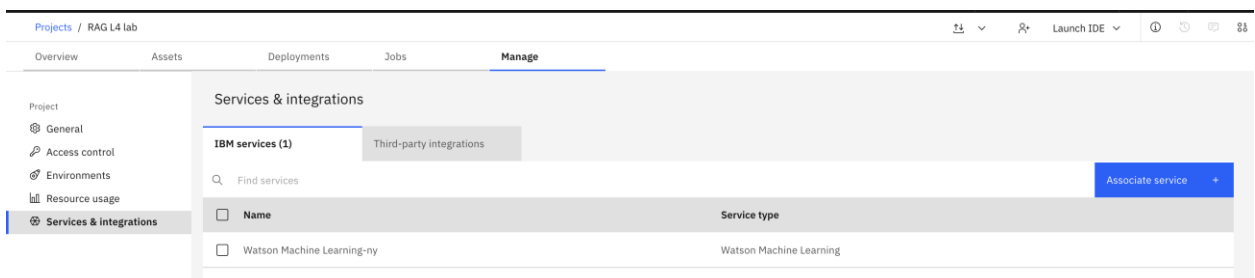 Projects / RAG L4 lab
Launch IDE
Overview Assets Deployments Jobs Manage
Project
General
Access control
Environments
Resource usage
Services & integrations
Services & integrations
IBM services (1) Third-party integrations
Find services
Associate service +
Name Service type
Watson Machine Learning-ny Watson Machine Learning